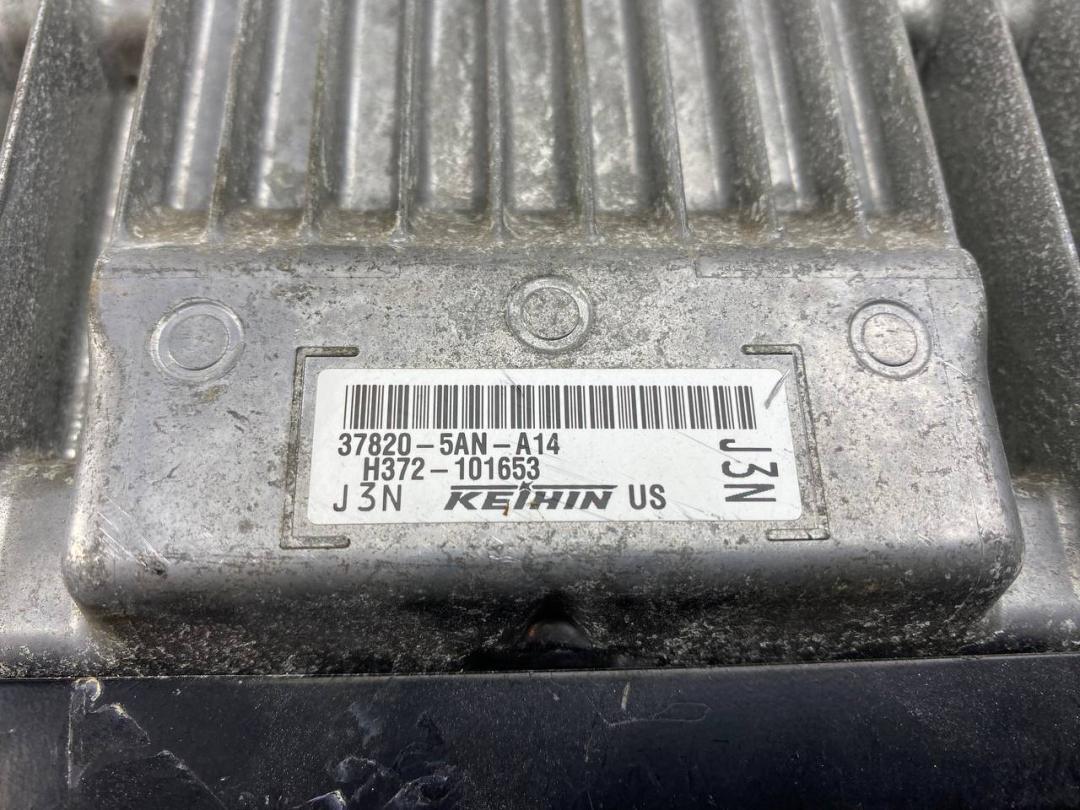 37820-5AN-A14
H372-101653
J3N KEIHIN US
J3N